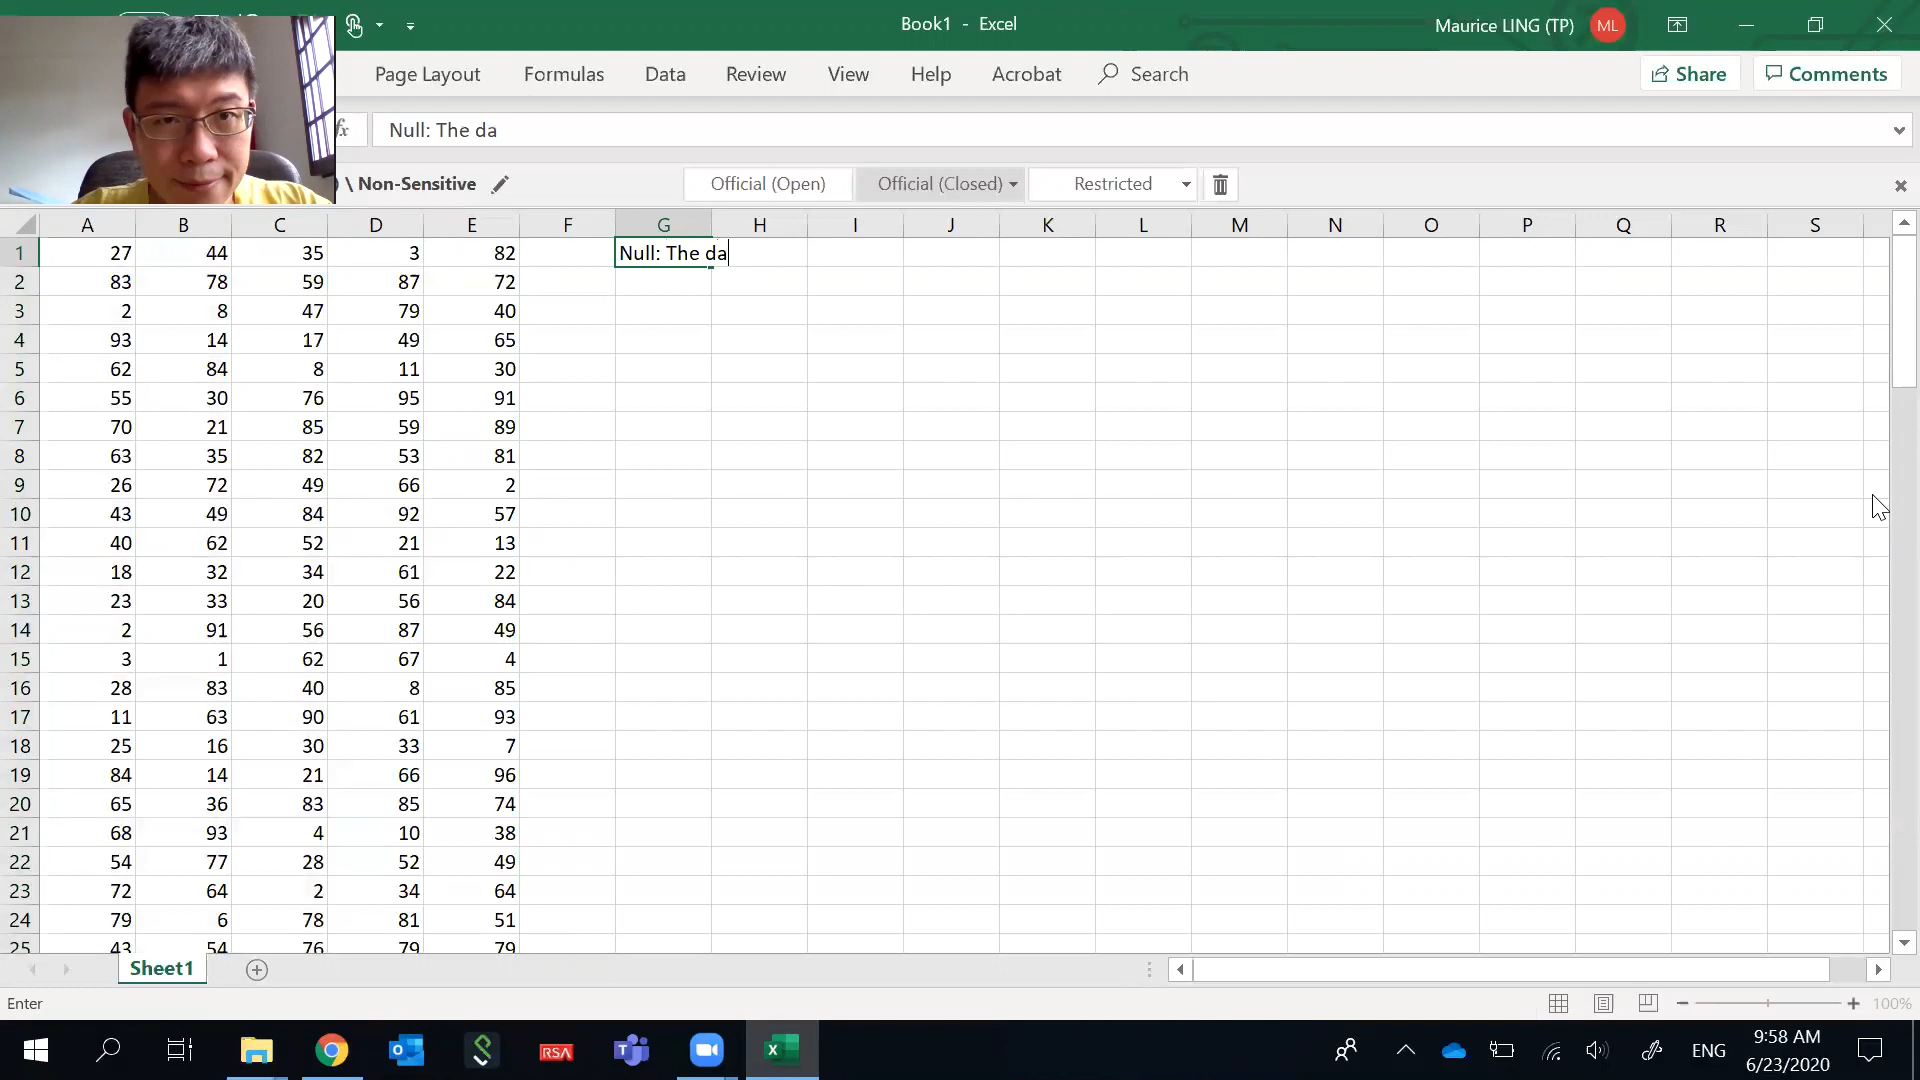 Book1 - Excel
Maurice LING (TP)
ML
Page Layout
Formulas
Data
Review
View
Help
Acrobat
Search
Share
Comments
fx
Null: The da
\ Non-Sensitive
Official (Open)
Official (Closed)
Restricted
A B C D E F G H I J K L M N O P Q R S
1 27 44 35 3 82 Null: The da
2 83 78 59 87 72
3 2 8 47 79 40
4 93 14 17 49 65
5 62 84 8 11 30
6 55 30 76 95 91
7 70 21 85 59 89
8 63 35 82 53 81
9 26 72 49 66 2
10 43 49 84 92 57
11 40 62 52 21 13
12 18 32 34 61 22
13 23 33 20 56 84
14 2 91 56 87 49
15 3 1 62 67 4
16 28 83 40 8 85
17 11 63 90 61 93
18 25 16 30 33 7
19 84 14 21 66 96
20 65 36 83 85 74
21 68 93 4 10 38
22 54 77 28 52 49
23 72 64 2 34 64
24 79 6 78 81 51
25 43 54 76 79 79
Sheet1
Enter
100%
RSA
ENG
9:58 AM
6/23/2020